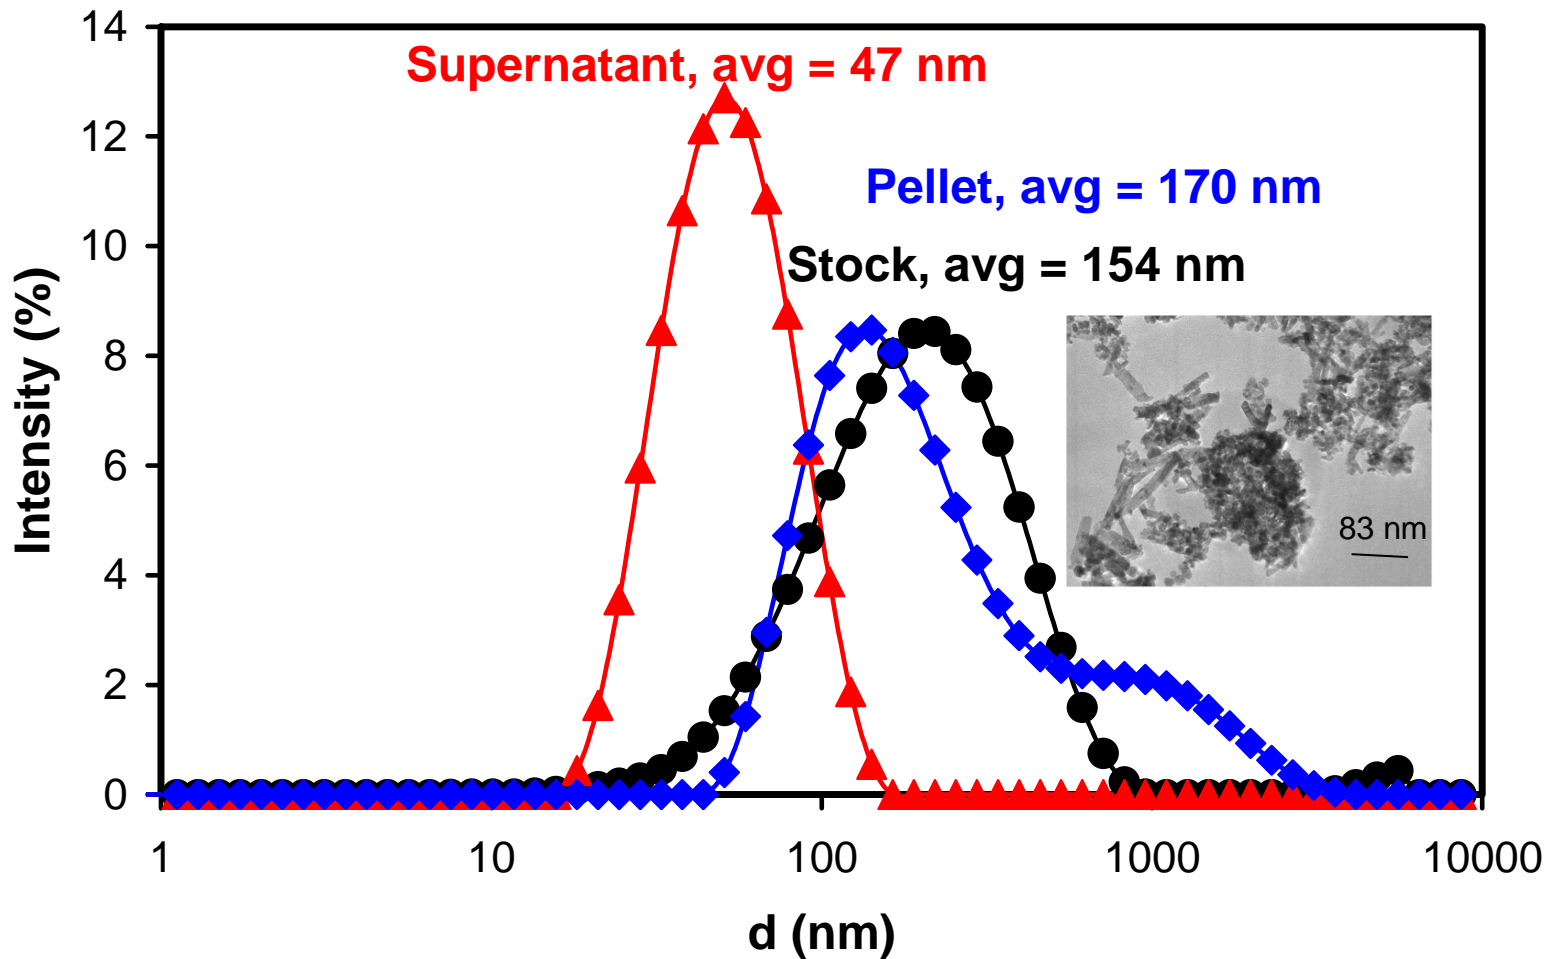 14
12
10
8
6
4
2
0
Intensity (%)
Supernatant, avg = 47 nm
Pellet, avg = 170 nm
Stock, avg = 154 nm
83 nm
1 10 100 1000 10000
d (nm)